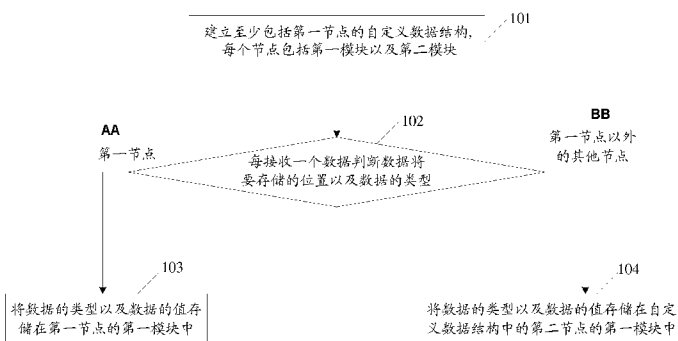 101
建立至少包括第一节点的自定义数据结构,
每个节点包括第一模块以及第二模块
102
AA
第一节点
BB
第一节点以外
的其他节点
每接收一个数据判断数据将
要存储的位置以及数据的类型
103
将数据的类型以及数据的值存
储在第一节点的第一模块中
104
将数据的类型以及数据的值存储在自定
义数据结构中的第二节点的第一模块中